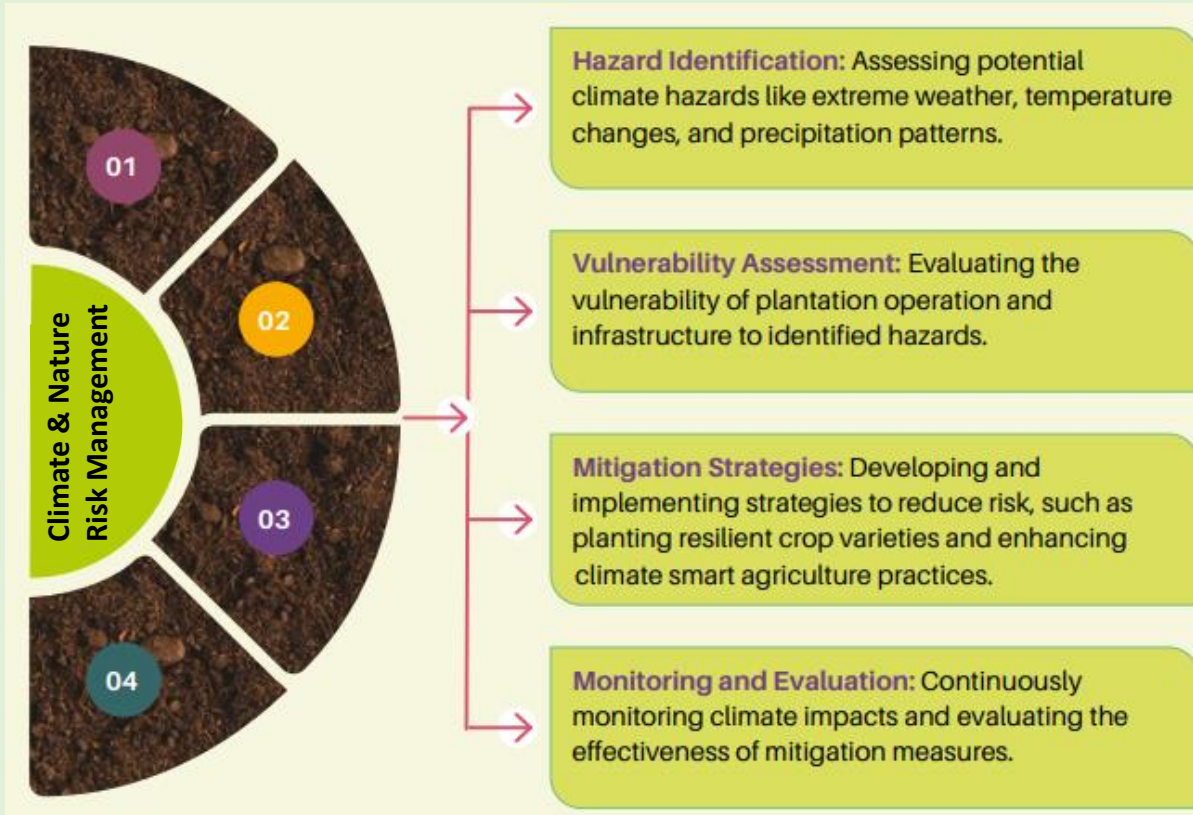 Climate & Nature
Risk Management
01
02
03
04
Hazard Identification: Assessing potential
climate hazards like extreme weather, temperature
changes, and precipitation patterns.
Vulnerability Assessment: Evaluating the
vulnerability of plantation operation and
infrastructure to identified hazards.
Mitigation Strategies: Developing and
implementing strategies to reduce risk, such as
planting resilient crop varieties and enhancing
climate smart agriculture practices.
Monitoring and Evaluation: Continuously
monitoring climate impacts and evaluating the
effectiveness of mitigation measures.